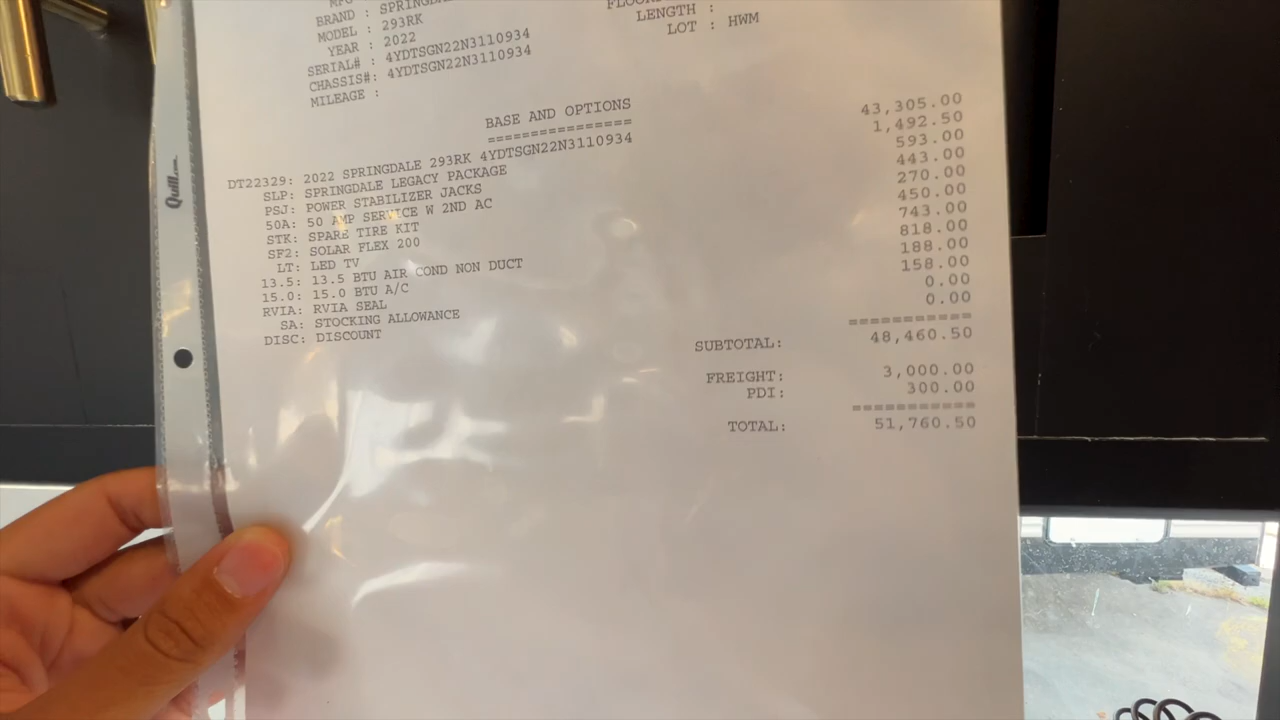 MFG
BRAND : SPRINGDALE
MODEL : 293RK
YEAR : 2022
SERIAL# : 4YDTSGN22N3110934
CHASSIS#: 4YDTSGN22N3110934
MILEAGE :
LENGTH :
LOT : HWM
BASE AND OPTIONS
================
DT22329: 2022 SPRINGDALE 293RK 4YDTSGN22N3110934 43,305.00
SLP: SPRINGDALE LEGACY PACKAGE 1,492.50
PSJ: POWER STABILIZER JACKS 593.00
50A: 50 AMP SERVICE W 2ND AC 443.00
STK: SPARE TIRE KIT 270.00
SF2: SOLAR FLEX 200 450.00
LT: LED TV 743.00
13.5: 13.5 BTU AIR COND NON DUCT 818.00
15.0: 15.0 BTU A/C 188.00
RVIA: RVIA SEAL 158.00
SA: STOCKING ALLOWANCE 0.00
DISC: DISCOUNT 0.00
==========
SUBTOTAL: 48,460.50
FREIGHT: 3,000.00
PDI: 300.00
==========
TOTAL: 51,760.50
Quill.com